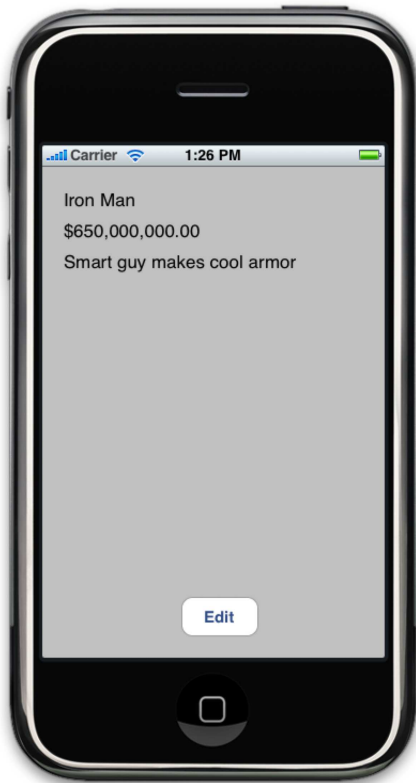 Carrier 1:26 PM
Iron Man
$650,000,000.00
Smart guy makes cool armor
Edit